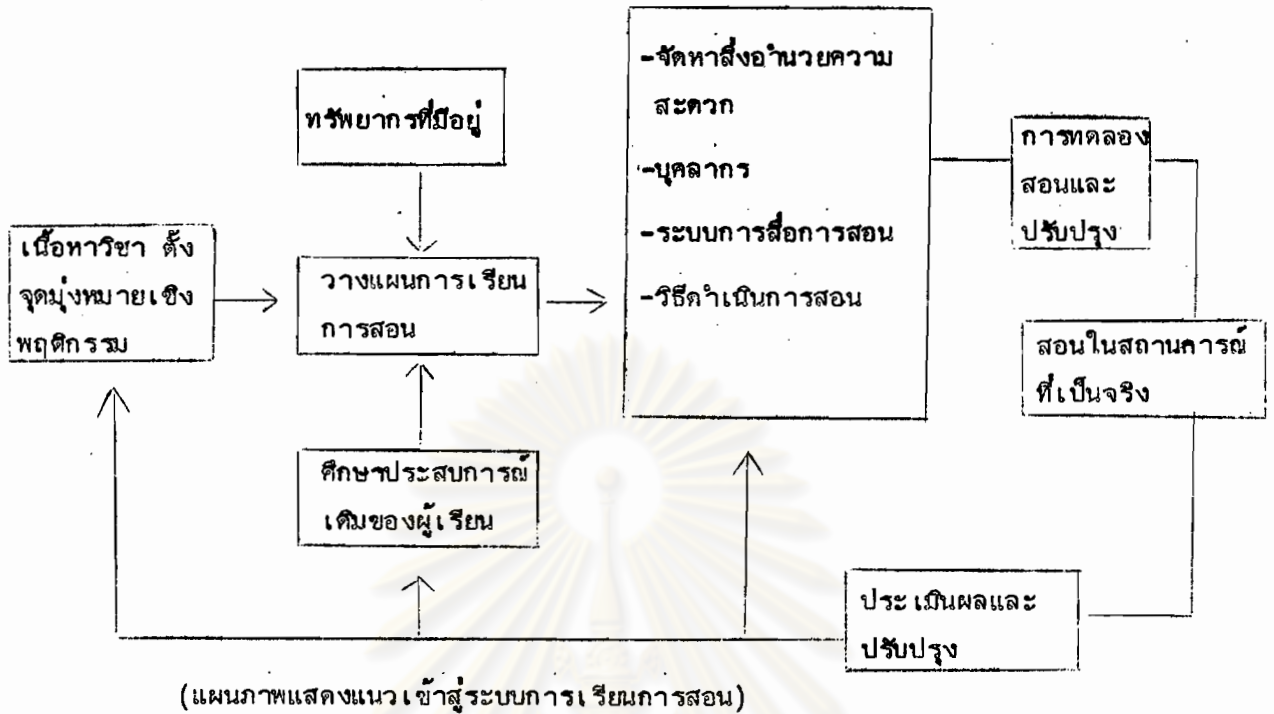 ทรัพยากรที่มีอยู่
เนื้อหาวิชา ตั้ง
จุดมุ่งหมายเชิง
พฤติกรรม
วางแผนการเรียน
การสอน
ศึกษาประสบการณ์
เดิมของผู้เรียน
-จัดหาสิ่งอำนวยความ
สะดวก
-บุคลากร
-ระบบการสื่อการสอน
-วิธีดำเนินการสอน
การทดลอง
สอนและ
ปรับปรุง
สอนในสถานการณ์
ที่เป็นจริง
ประเมินผลและ
ปรับปรุง
(แผนภาพแสดงแนวเข้าสู่ระบบการเรียนการสอน)